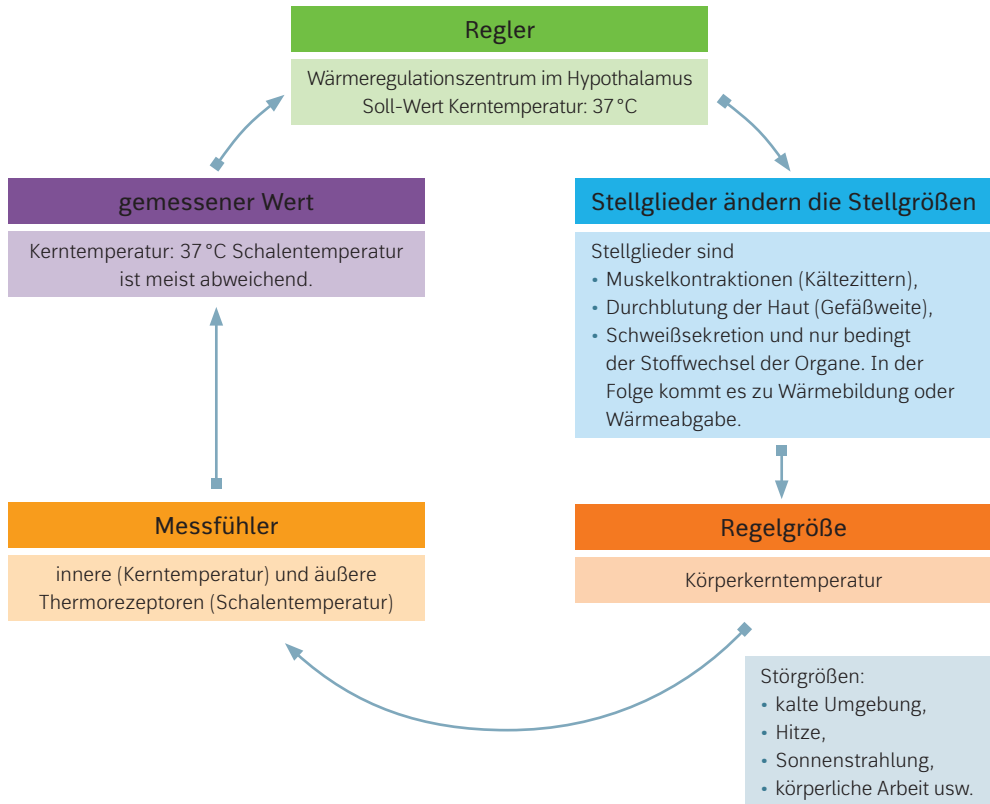 Regler
Wärmeregulationszentrum im Hypothalamus
Soll-Wert Kerntemperatur: 37 °C
gemessener Wert
Kerntemperatur: 37 °C Schalentemperatur
ist meist abweichend.
Stellglieder ändern die Stellgrößen
Stellglieder sind
• Muskelkontraktionen (Kältezittern),
• Durchblutung der Haut (Gefäßweite),
• Schweißsekretion und nur bedingt
der Stoffwechsel der Organe. In der
Folge kommt es zu Wärmebildung oder
Wärmeabgabe.
Messfühler
innere (Kerntemperatur) und äußere
Thermorezeptoren (Schalentemperatur)
Regelgröße
Körperkerntemperatur
Störgrößen:
• kalte Umgebung,
• Hitze,
• Sonnenstrahlung,
• körperliche Arbeit usw.